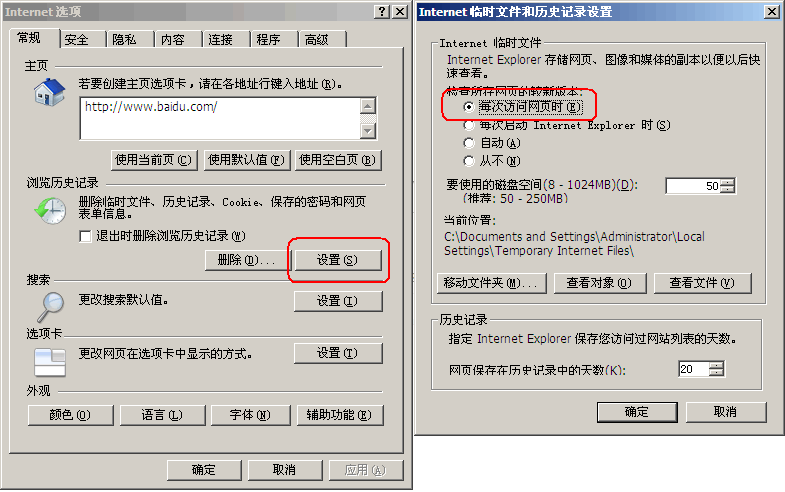 Internet 选项
常规
安全
隐私
内容
连接
程序
高级
主页
若要创建主页选项卡，请在各地址行键入地址(R)。
http://www.baidu.com/
使用当前页(C)
使用默认值(F)
使用空白页(B)
浏览历史记录
删除临时文件、历史记录、Cookie、保存的密码和网页
表单信息。
退出时删除浏览历史记录(W)
删除(D)...
设置(S)
搜索
更改搜索默认值。
设置(I)
选项卡
更改网页在选项卡中显示的方式。
设置(T)
外观
颜色(O)
语言(L)
字体(N)
辅助功能(E)
确定
取消
应用(A)
Internet 临时文件和历史记录设置
Internet 临时文件
Internet Explorer 存储网页、图像和媒体的副本以便以后快
速查看。
检查所存网页的较新版本:
每次访问网页时(E)
每次启动 Internet Explorer 时(S)
自动(A)
从不(N)
要使用的磁盘空间(8 - 1024MB)(D):
50
(推荐: 50 - 250MB)
当前位置:
C:\Documents and Settings\Administrator\Local
Settings\Temporary Internet Files\
移动文件夹(M)...
查看对象(O)
查看文件(V)
历史记录
指定 Internet Explorer 保存您访问过网站列表的天数。
网页保存在历史记录中的天数(K):
20
确定
取消